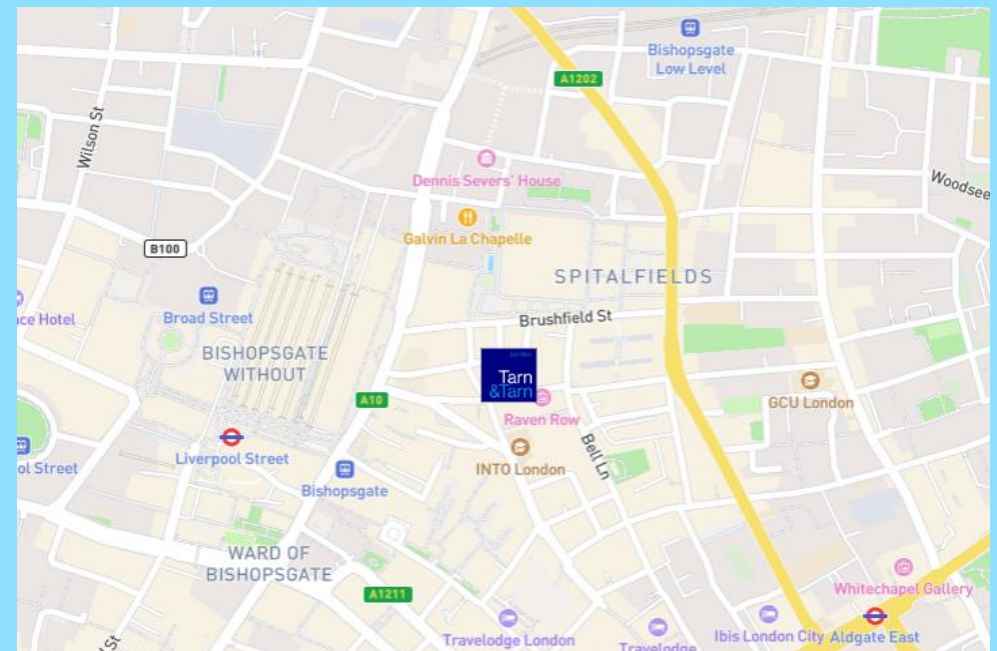 Bishopsgate
Low Level
A1202
Wilson St
Dennis Severs' House
Woodsee
Galvin La Chapelle
B100
SPITALFIELDS
ace Hotel
Broad Street
Brushfield St
BISHOPSGATE
WITHOUT
Tarn
&Tarn
A10
GCU London
Raven Row
ol Street
Liverpool Street
INTO London
Bell Ln
Bishopsgate
WARD OF
BISHOPSGATE
Whitechapel Gallery
A1211
Travelodge London
Travelodge
Ibis London City
Aldgate East